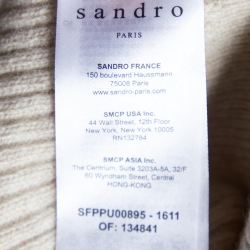 sandro
PARIS
SANDRO FRANCE
150 boulevard Haussmann
75008 Paris
www.sandro-paris.com
SMCP USA Inc.
44 Wall Street, 12th Floor
New York, New York 10005
RN132784
SMCP ASIA Inc.
The Centrium, Suite 3203A-5A, 32/F
60 Wyndham Street, Central
HONG-KONG
SFPPU00895 - 1611
OF: 134841